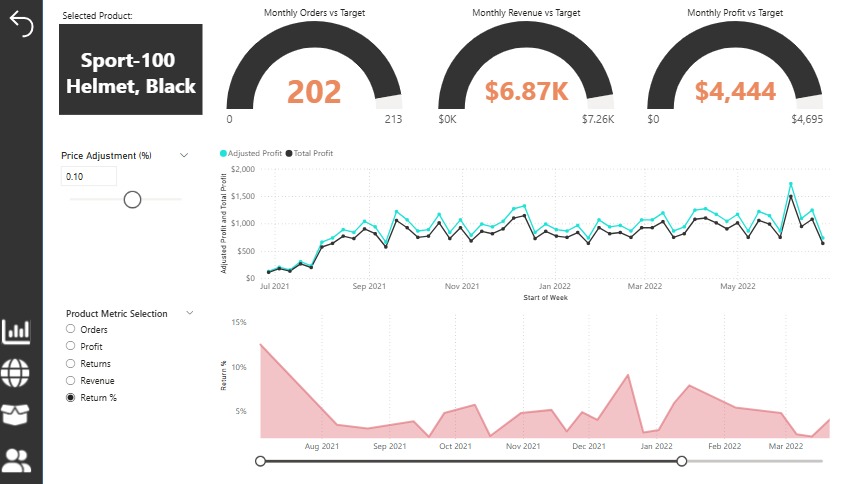 Selected Product:
Sport-100
Helmet, Black
Monthly Orders vs Target
202
0
213
Monthly Revenue vs Target
$6.87K
$0K
$7.26K
Monthly Profit vs Target
$4,444
$0
$4,695
Price Adjustment (%)
0.10
Adjusted Profit Total Profit
Adjusted Profit and Total Profit
$2,000
$1,500
$1,000
$500
$0
Jul 2021 Sep 2021 Nov 2021 Jan 2022 Mar 2022 May 2022
Start of Week
Product Metric Selection
Orders
Profit
Returns
Revenue
Return %
Return %
15%
10%
5%
Aug 2021 Sep 2021 Oct 2021 Nov 2021 Dec 2021 Jan 2022 Feb 2022 Mar 2022